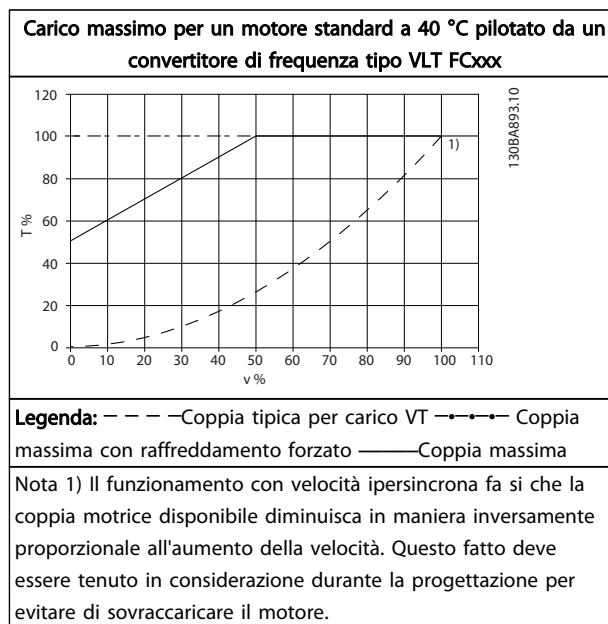 Carico massimo per un motore standard a 40 °C pilotato da un
convertitore di frequenza tipo VLT FCxxx
120
100
80
60
40
20
0
T %
0 10 20 30 40 50 60 70 80 90 100 110
v %
1)
130BA893.10
Legenda: – – – –Coppia tipica per carico VT –•–•–•– Coppia
massima con raffreddamento forzato ———Coppia massima
Nota 1) Il funzionamento con velocità ipersincrona fa si che la
coppia motrice disponibile diminuisca in maniera inversamente
proporzionale all'aumento della velocità. Questo fatto deve
essere tenuto in considerazione durante la progettazione per
evitare di sovraccaricare il motore.